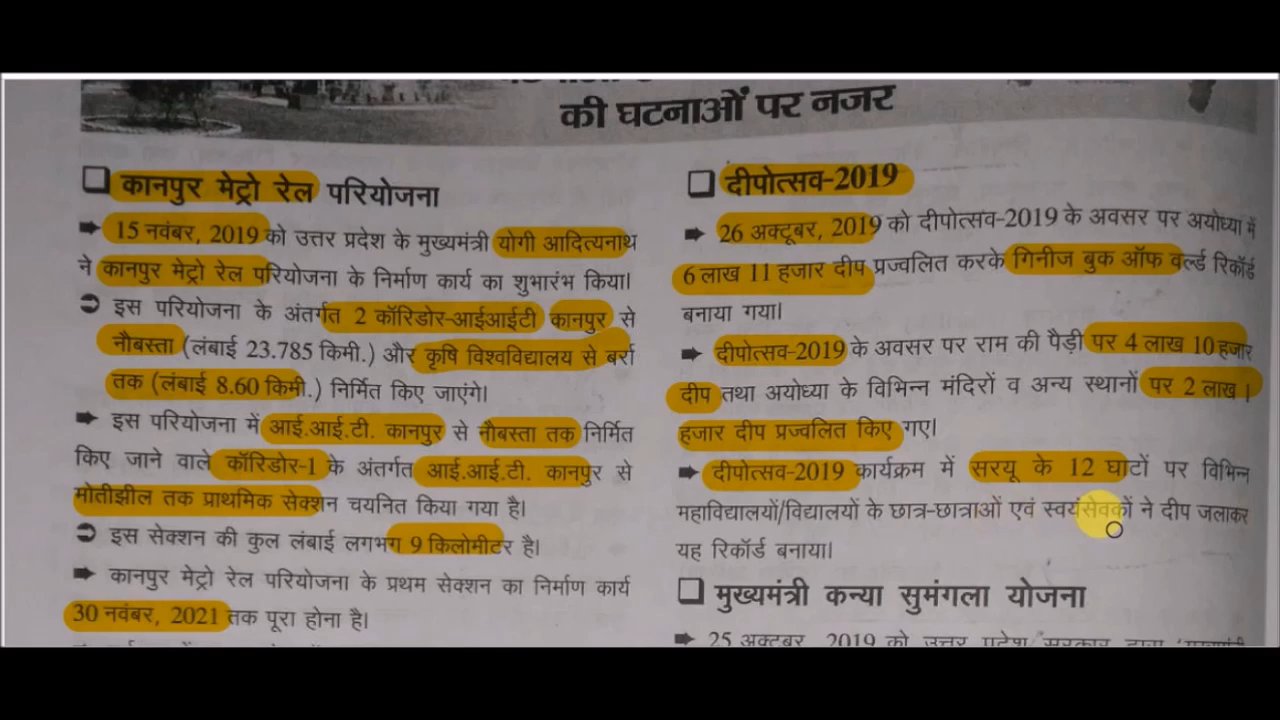 की घटनाओं पर नजर
❑ कानपुर मेट्रो रेल परियोजना
➡ 15 नवंबर, 2019 को उत्तर प्रदेश के मुख्यमंत्री योगी आदित्यनाथ
ने कानपुर मेट्रो रेल परियोजना के निर्माण कार्य का शुभारंभ किया।
➲ इस परियोजना के अंतर्गत 2 कॉरिडोर-आईआईटी कानपुर से
नौबस्ता (लंबाई 23.785 किमी.) और कृषि विश्वविद्यालय से बर्रा
तक (लंबाई 8.60 किमी.) निर्मित किए जाएंगे।
➡ इस परियोजना में आई.आई.टी. कानपुर से नौबस्ता तक निर्मित
किए जाने वाले कॉरिडोर-1 के अंतर्गत आई.आई.टी. कानपुर से
मोतीझील तक प्राथमिक सेक्शन चयनित किया गया है।
➲ इस सेक्शन की कुल लंबाई लगभग 9 किलोमीटर है।
➡ कानपुर मेट्रो रेल परियोजना के प्रथम सेक्शन का निर्माण कार्य
30 नवंबर, 2021 तक पूरा होना है।
❑ दीपोत्सव-2019
➡ 26 अक्टूबर, 2019 को दीपोत्सव-2019 के अवसर पर अयोध्या में
6 लाख 11 हजार दीप प्रज्वलित करके गिनीज बुक ऑफ वर्ल्ड रिकॉर्ड
बनाया गया।
➡ दीपोत्सव-2019 के अवसर पर राम की पैड़ी पर 4 लाख 10 हजार
दीप तथा अयोध्या के विभिन्न मंदिरों व अन्य स्थानों पर 2 लाख 1
हजार दीप प्रज्वलित किए गए।
➡ दीपोत्सव-2019 कार्यक्रम में सरयू के 12 घाटों पर विभिन्न
महाविद्यालयों/विद्यालयों के छात्र-छात्राओं एवं स्वयंसेवकों ने दीप जलाकर
यह रिकॉर्ड बनाया।
❑ मुख्यमंत्री कन्या सुमंगला योजना
➡ 25 अक्टूबर, 2019 को उत्तर प्रदेश सरकार द्वारा